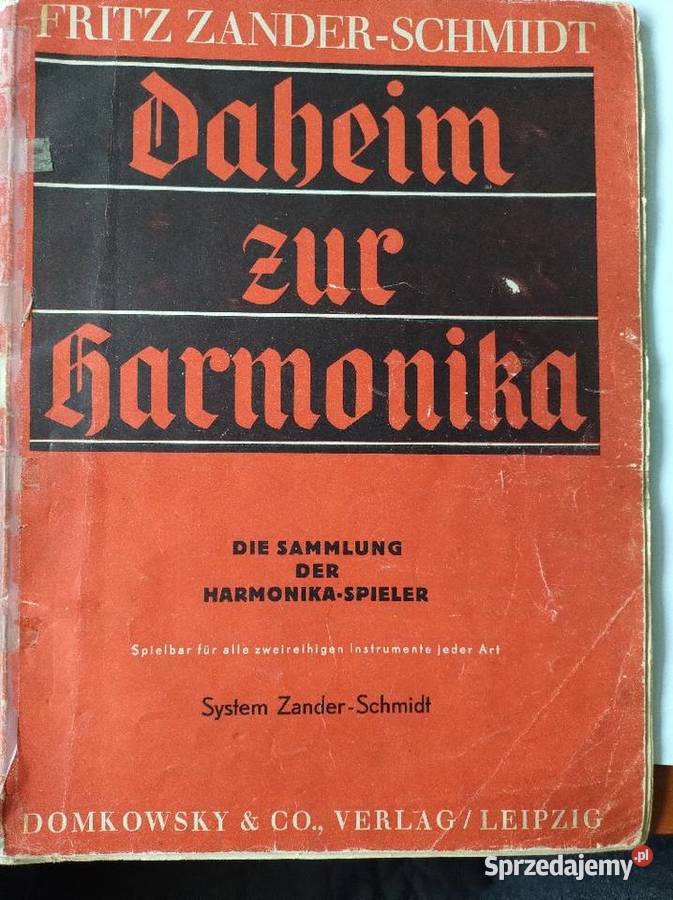 FRITZ ZANDER-SCHMIDT
Daheim
zur
Harmonika
DIE SAMMLUNG
DER
HARMONIKA-SPIELER
Spielbar für alle zweireihigen Instrumente jeder Art
System Zander-Schmidt
DOMKOWSKY & CO., VERLAG / LEIPZIG
Sprzedajemy.pl